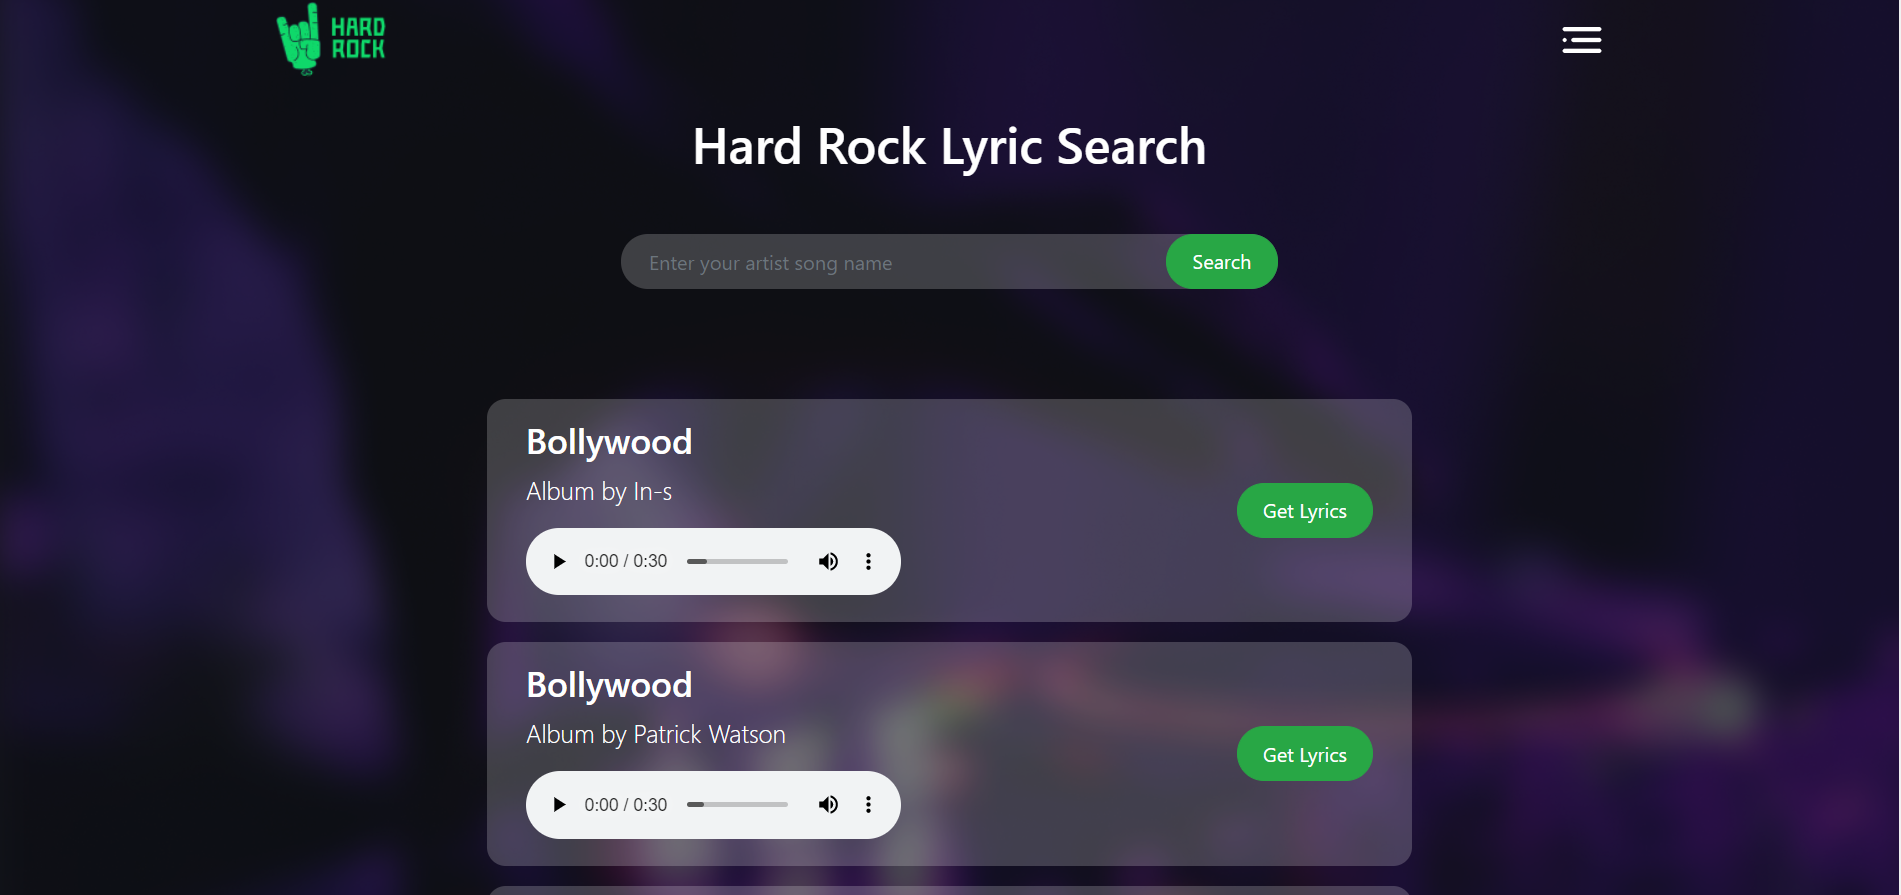 HARD
ROCK
Hard Rock Lyric Search
Enter your artist song name
Search
Bollywood
Album by In-s
0:00 / 0:30
Get Lyrics
Bollywood
Album by Patrick Watson
0:00 / 0:30
Get Lyrics